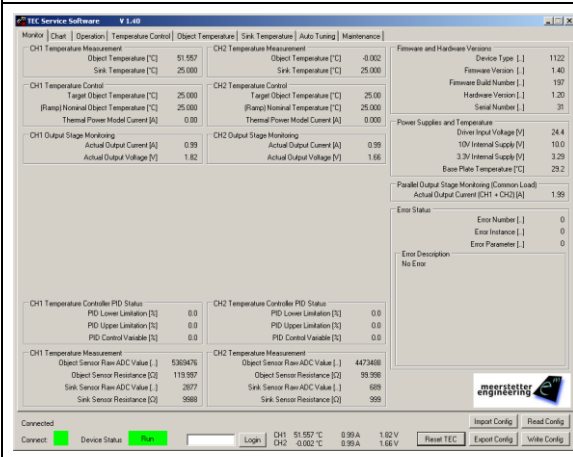 TEC Service Software V 1.40
Monitor Chart Operation Temperature Control Object Temperature Sink Temperature Auto Tuning Maintenance
CH1 Temperature Measurement
Object Temperature [°C] 51.557
Sink Temperature [°C] 25.000
CH1 Temperature Control
Target Object Temperature [°C] 25.000
(Ramp) Nominal Object Temperature [°C] 25.000
Thermal Power Model Current [A] 0.00
CH1 Output Stage Monitoring
Actual Output Current [A] 0.99
Actual Output Voltage [V] 1.82
CH1 Temperature Controller PID Status
PID Lower Limitation [%] 0.0
PID Upper Limitation [%] 0.0
PID Control Variable [%] 0.0
CH1 Temperature Measurement
Object Sensor Raw ADC Value [..] 5369476
Object Sensor Resistance [Ω] 119.997
Sink Sensor Raw ADC Value [..] 2877
Sink Sensor Resistance [Ω] 9988
CH2 Temperature Measurement
Object Temperature [°C] -0.002
Sink Temperature [°C] 25.000
CH2 Temperature Control
Target Object Temperature [°C] 25.00
(Ramp) Nominal Temperature [°C] 25.000
Thermal Power Model Current [A] 0.000
CH2 Output Stage Monitoring
Actual Output Current [A] 0.99
Actual Output Voltage [V] 1.66
CH2 Temperature Controller PID Status
PID Lower Limitation [%] 0.0
PID Upper Limitation [%] 0.0
PID Control Variable [%] 0.0
CH2 Temperature Measurement
Object Sensor Raw ADC Value [..] 4473488
Object Sensor Resistance [Ω] 99.998
Sink Sensor Raw ADC Value [..] 689
Sink Sensor Resistance [Ω] 999
Firmware and Hardware Versions
Device Type [..] 1122
Firmware Version [..] 1.40
Firmware Build Number [..] 197
Hardware Version [..] 1.20
Serial Number [..] 31
Power Supplies and Temperature
Driver Input Voltage [V] 24.4
10V Internal Supply [V] 10.0
3.3V Internal Supply [V] 3.29
Base Plate Temperature [°C] 29.2
Parallel Output Stage Monitoring (Common Load)
Actual Output Current (CH1 + CH2) [A] 1.99
Error Status
Error Number [..] 0
Error Instance [..] 0
Error Parameter [..] 0
Error Description
No Error
meerstetter
engineering
Connected
Connect: Device Status Run Login
CH1 51.557 °C 0.99 A 1.82 V
CH2 -0.002 °C 0.99 A 1.66 V
Import Config Read Config
Reset TEC Export Config Write Config